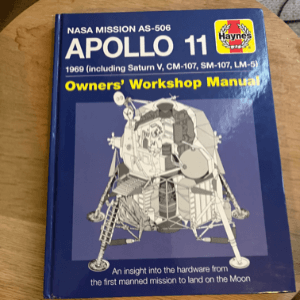 NASA MISSION AS-506
APOLLO 11
Haynes
1969 (including Saturn V, CM-107, SM-107, LM-5)
Owners' Workshop Manual
An insight into the hardware from
the first manned mission to land on the Moon